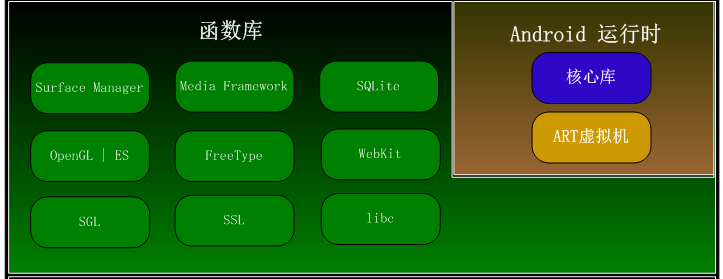 函数库
Surface Manager
Media Framework
SQLite
OpenGL | ES
FreeType
WebKit
SGL
SSL
libc
Android 运行时
核心库
ART虚拟机